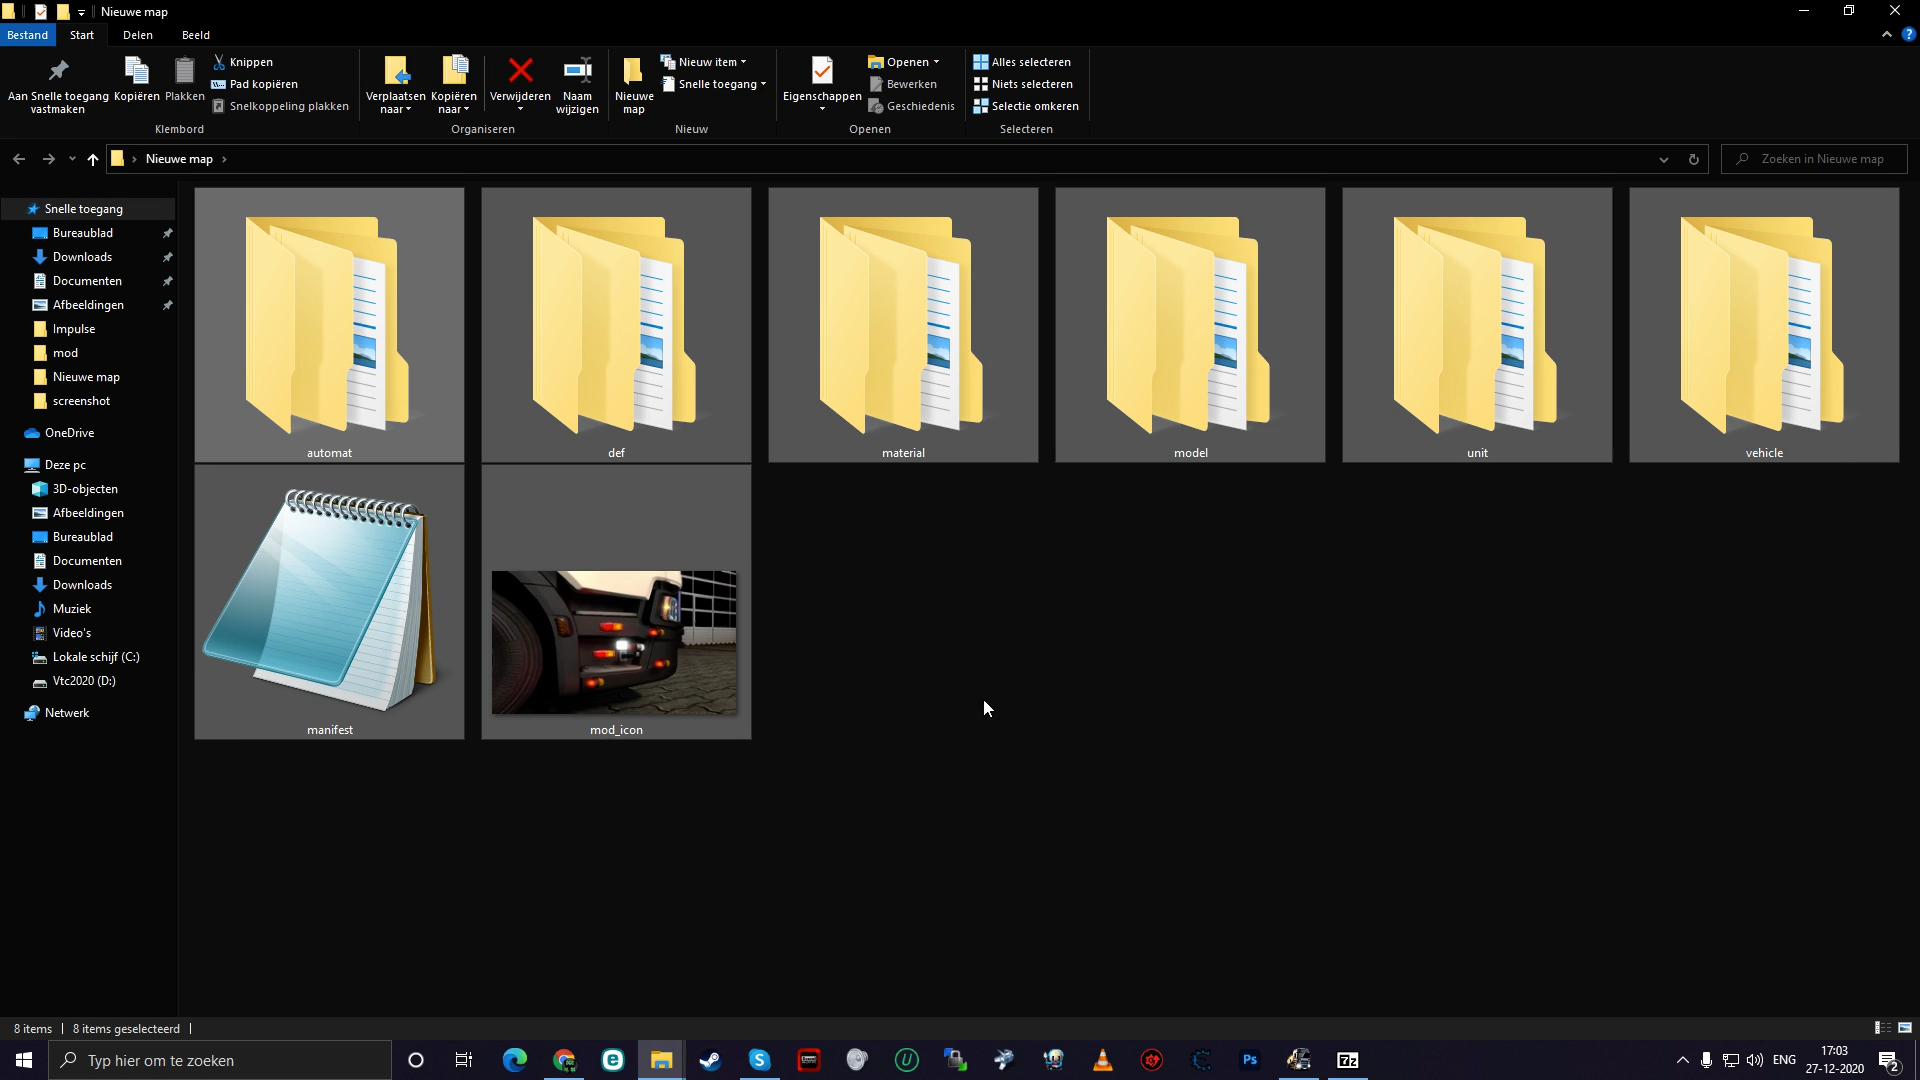 Nieuwe map
Bestand
Start
Delen
Beeld
Aan Snelle toegang
vastmaken
Kopiëren
Plakken
Knippen
Pad kopiëren
Snelkoppeling plakken
Klembord
Verplaatsen
naar
Kopiëren
naar
Verwijderen
Naam
wijzigen
Organiseren
Nieuwe
map
Nieuw item
Snelle toegang
Nieuw
Eigenschappen
Openen
Bewerken
Geschiedenis
Openen
Alles selecteren
Niets selecteren
Selectie omkeren
Selecteren
Nieuwe map
Zoeken in Nieuwe map
Snelle toegang
Bureaublad
Downloads
Documenten
Afbeeldingen
Impulse
mod
Nieuwe map
screenshot
OneDrive
Deze pc
3D-objecten
Afbeeldingen
Bureaublad
Documenten
Downloads
Muziek
Video's
Lokale schijf (C:)
Vtc2020 (D:)
Netwerk
automat
def
material
model
unit
vehicle
manifest
mod_icon
8 items
8 items geselecteerd
Typ hier om te zoeken
Ps
7z
ENG
17:03
27-12-2020
2